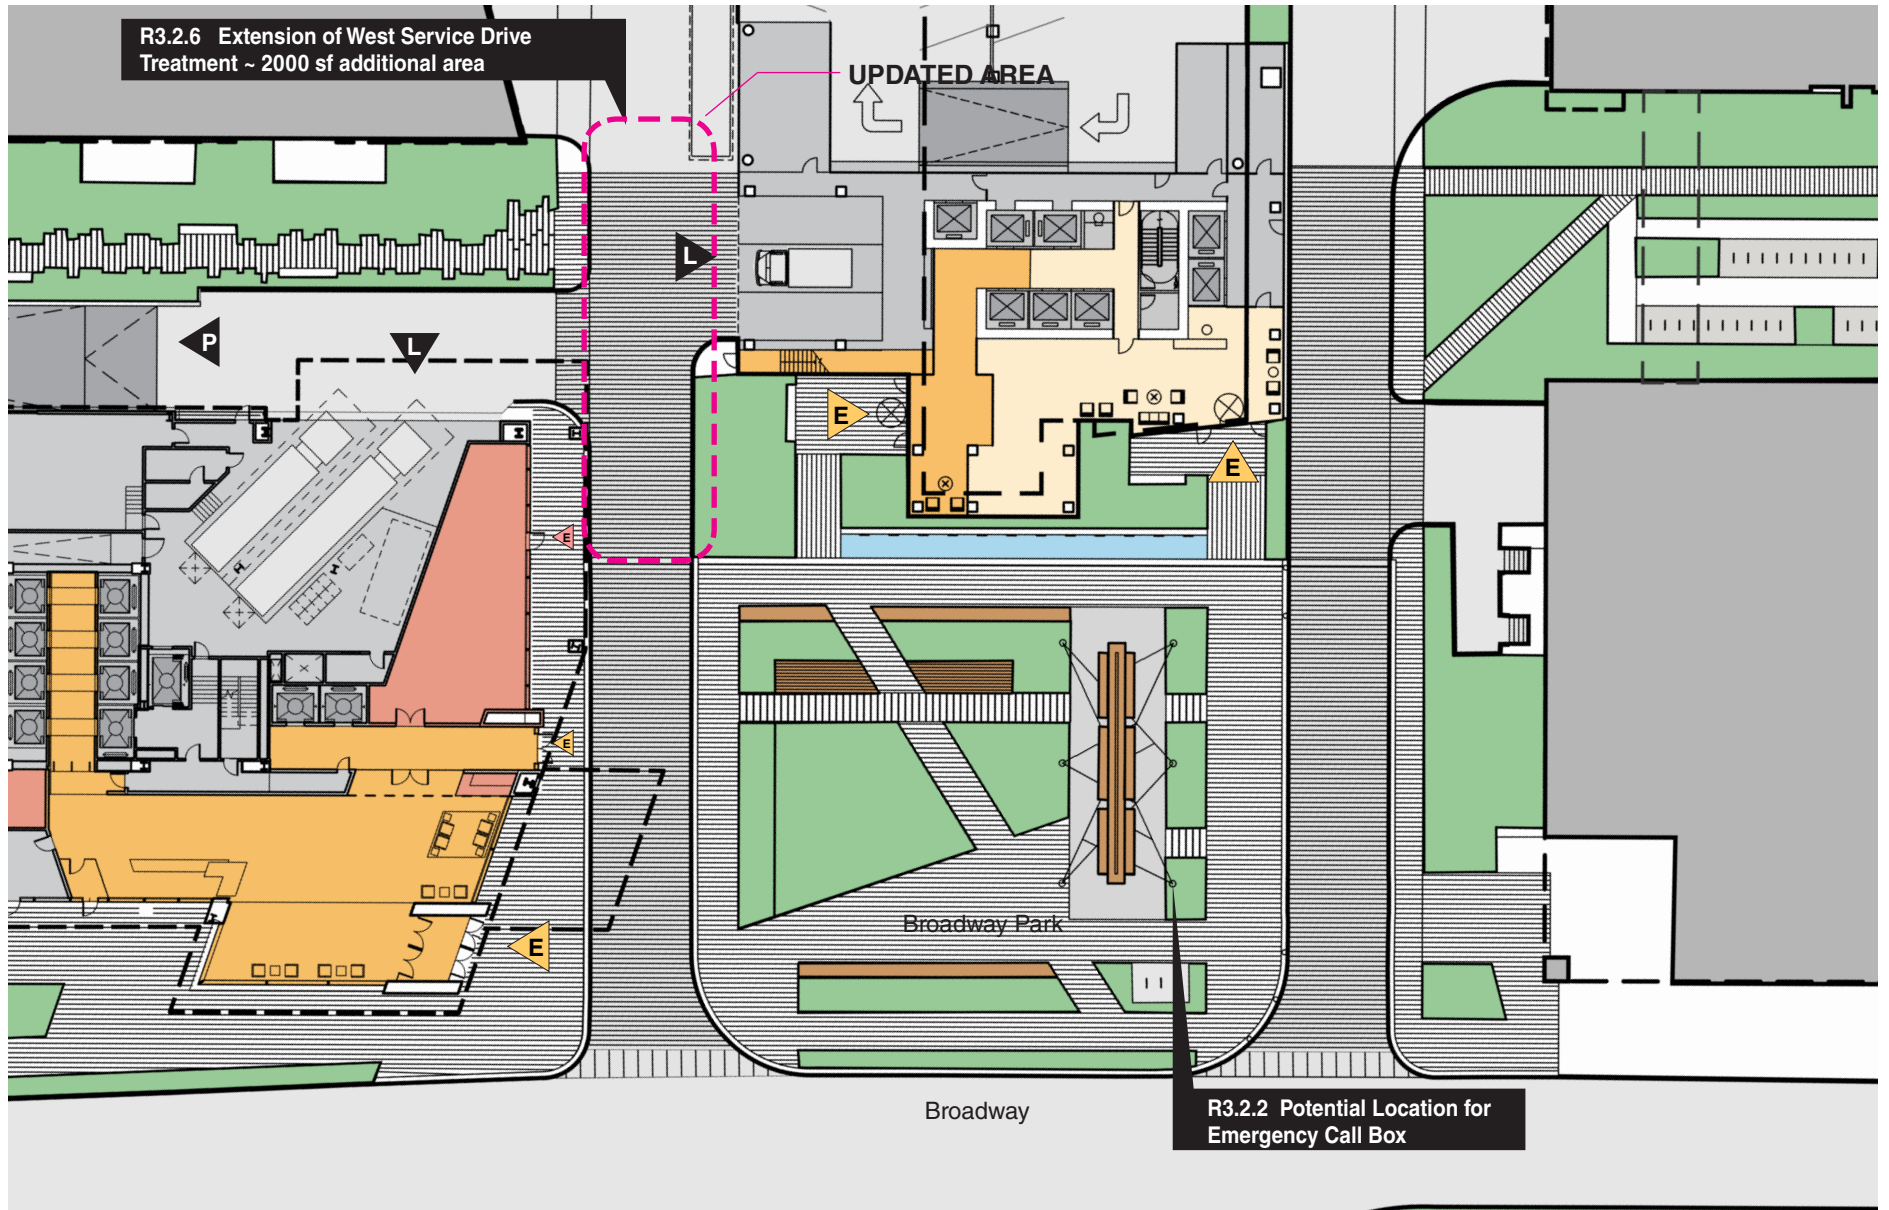 R3.2.6 Extension of West Service Drive
Treatment ~ 2000 sf additional area
UPDATED AREA
L
P
L
E
E
E
E
E
Broadway Park
Broadway
R3.2.2 Potential Location for
Emergency Call Box